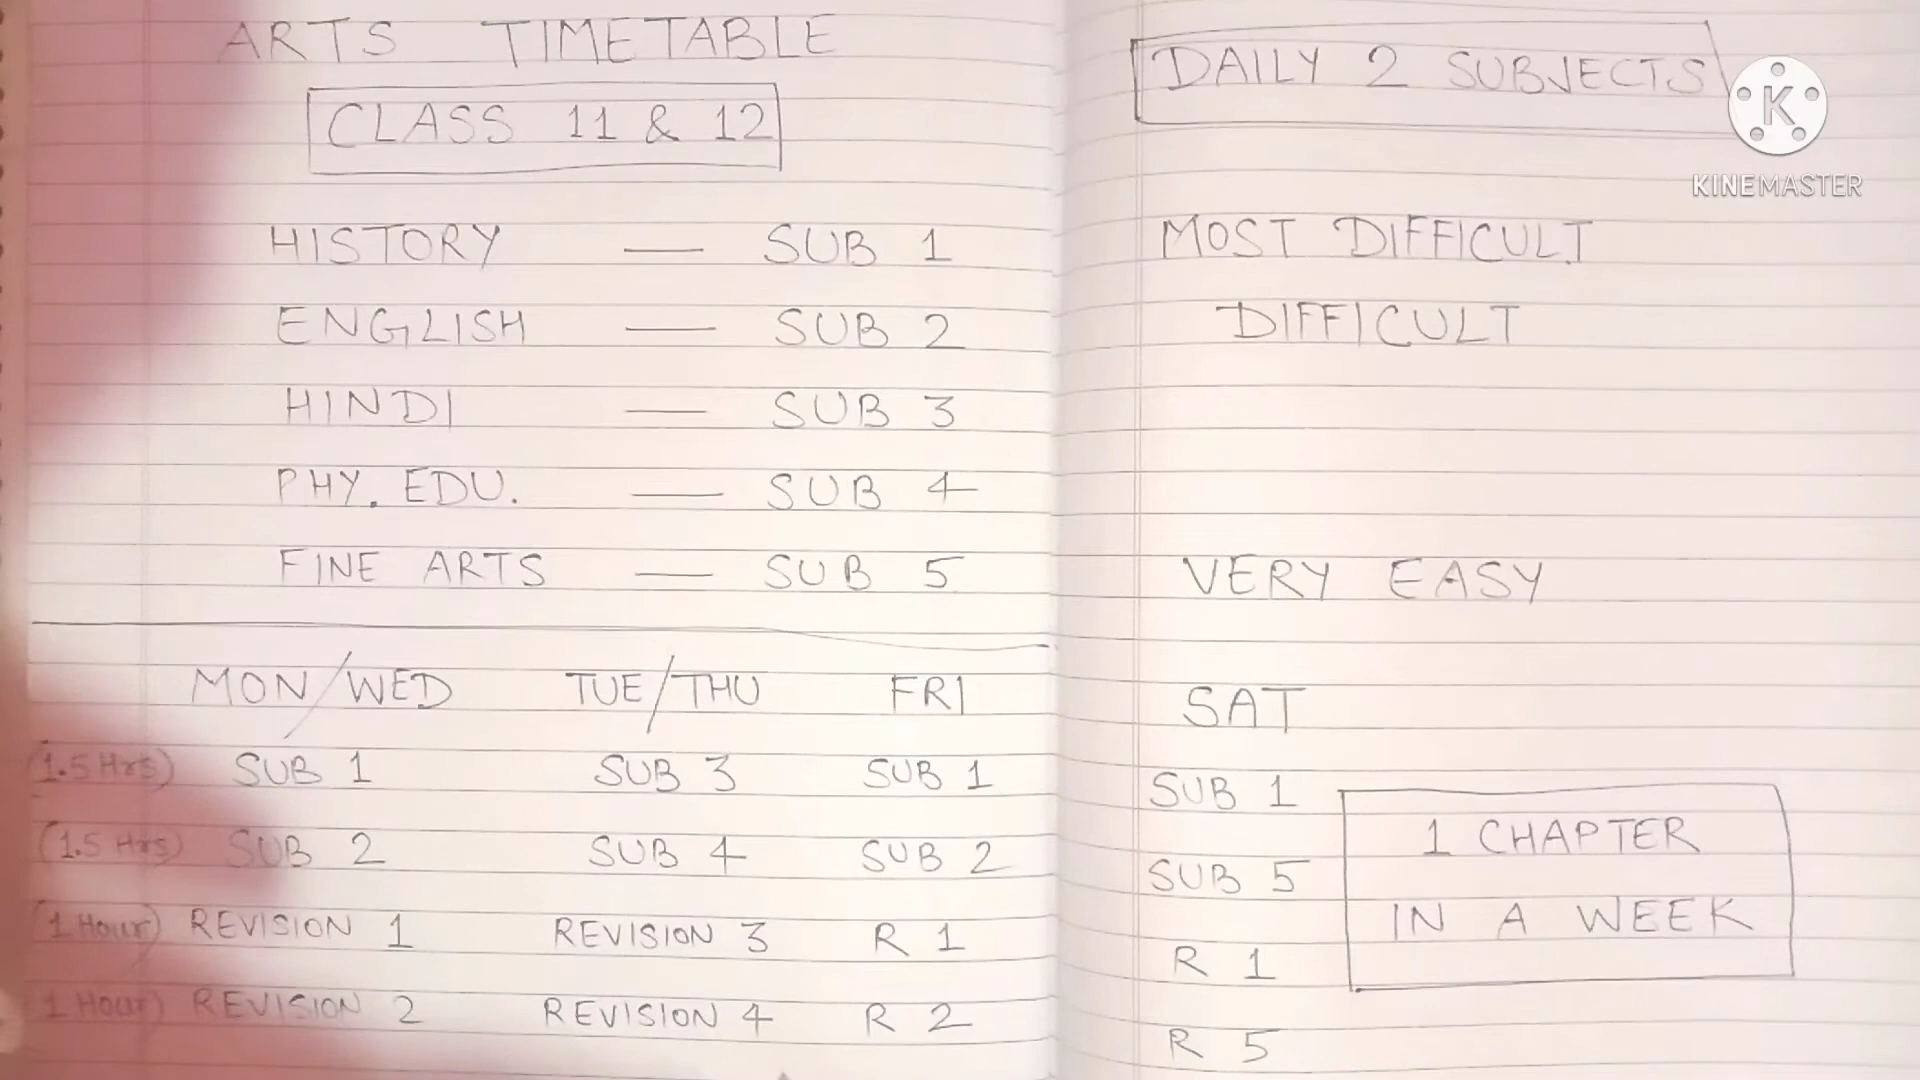 ARTS TIMETABLE
CLASS 11 & 12
HISTORY — SUB 1
ENGLISH — SUB 2
HINDI — SUB 3
PHY. EDU. — SUB 4
FINE ARTS — SUB 5
MON/WED TUE/THU FRI
(1.5 Hrs) SUB 1 SUB 3 SUB 1
(1.5 Hrs) SUB 2 SUB 4 SUB 2
(1 Hour) REVISION 1 REVISION 3 R 1
(1 Hour) REVISION 2 REVISION 4 R 2
DAILY 2 SUBJECTS
K
KINEMASTER
MOST DIFFICULT
DIFFICULT
VERY EASY
SAT
SUB 1
SUB 5
R 1
R 5
1 CHAPTER
IN A WEEK